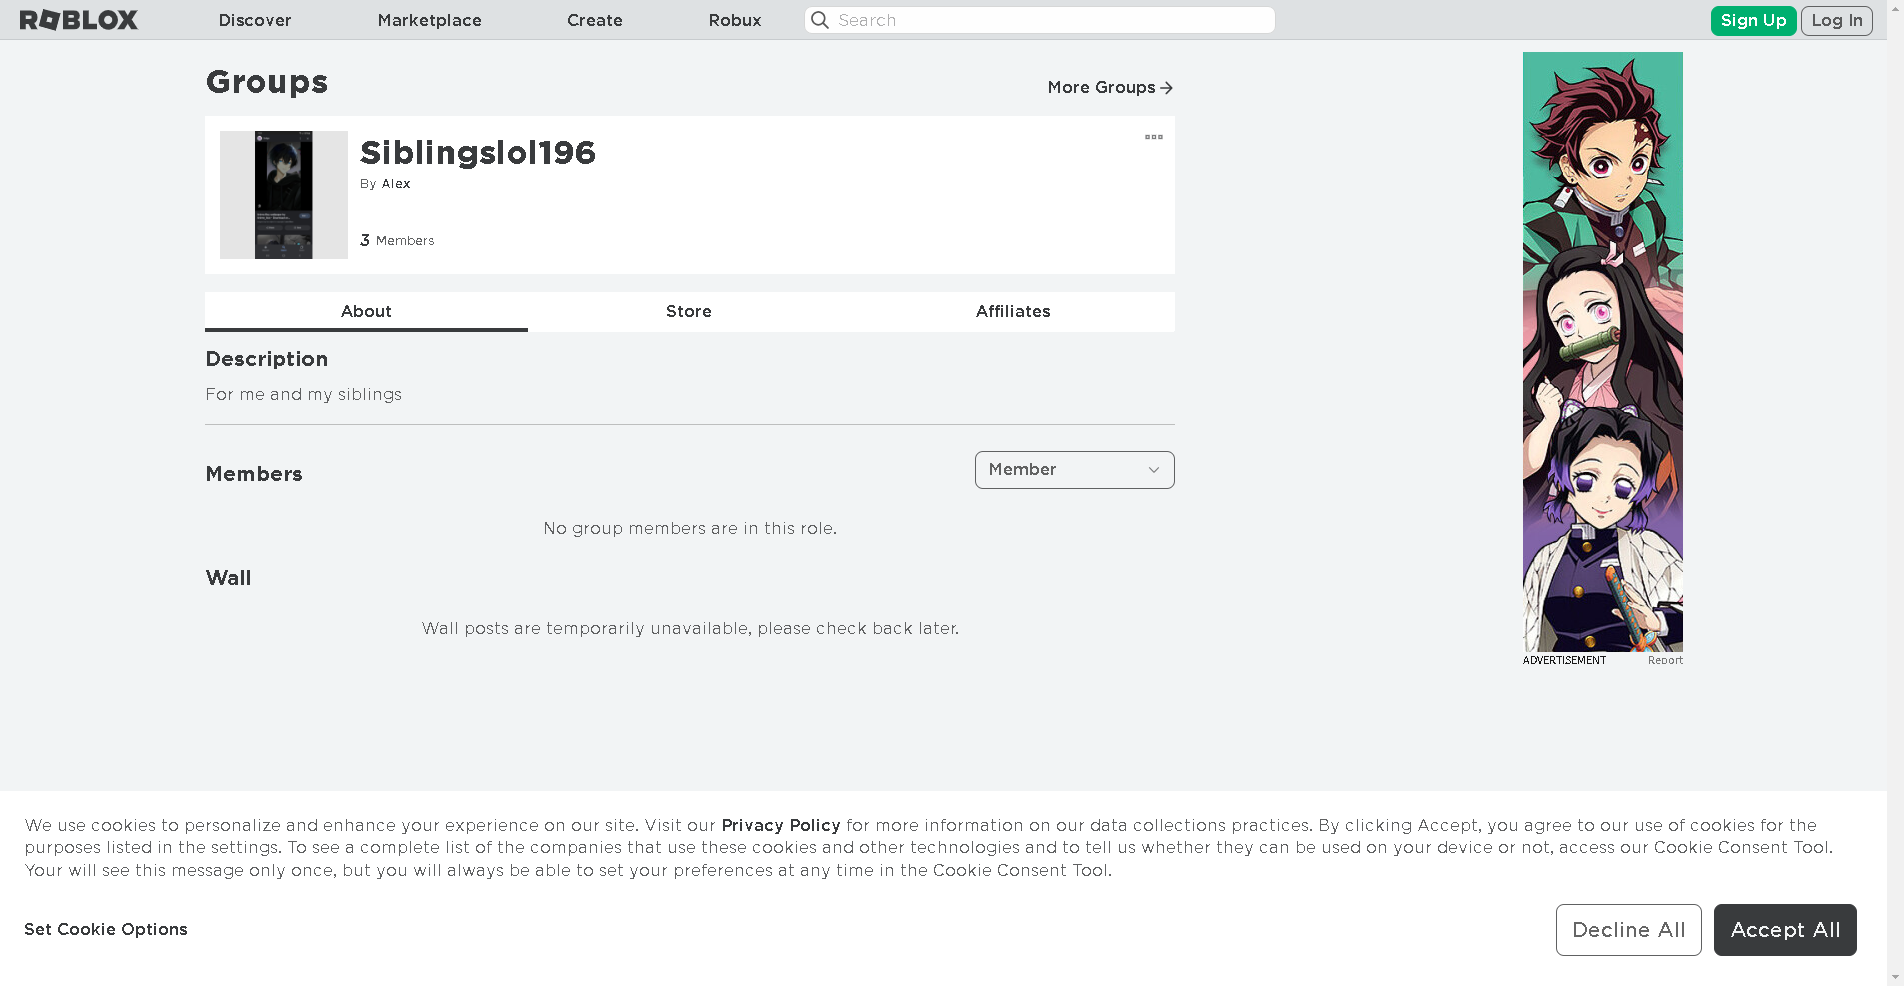 ROBLOX Discover Marketplace Create Robux Search Sign Up Log In
Groups
More Groups
Siblingslol196
By Alex
3 Members
About Store Affiliates
Description
For me and my siblings
Members
Member
No group members are in this role.
Wall
Wall posts are temporarily unavailable, please check back later.
ADVERTISEMENT Report
We use cookies to personalize and enhance your experience on our site. Visit our Privacy Policy for more information on our data collections practices. By clicking Accept, you agree to our use of cookies for the
purposes listed in the settings. To see a complete list of the companies that use these cookies and other technologies and to tell us whether they can be used on your device or not, access our Cookie Consent Tool.
Your will see this message only once, but you will always be able to set your preferences at any time in the Cookie Consent Tool.
Set Cookie Options
Decline All Accept All